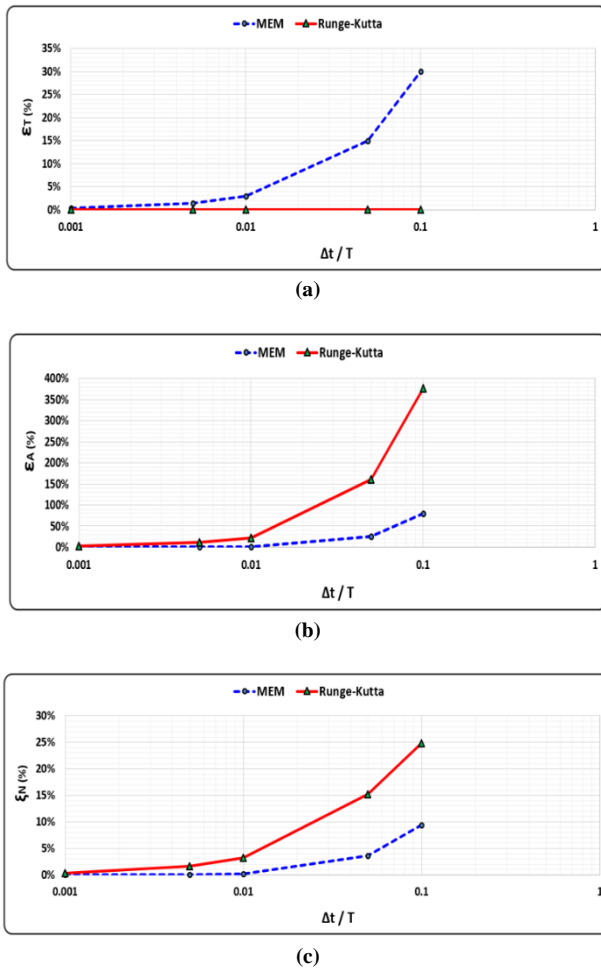 MEM Runge-Kutta
35%
30%
25%
20%
15%
10%
5%
0%
εT (%)
0.001 0.01 0.1 1
Δt / T
(a)
MEM Runge-Kutta
400%
350%
300%
250%
200%
150%
100%
50%
0%
εA (%)
0.001 0.01 0.1 1
Δt / T
(b)
MEM Runge-Kutta
30%
25%
20%
15%
10%
5%
0%
ξN (%)
0.001 0.01 0.1 1
Δt / T
(c)